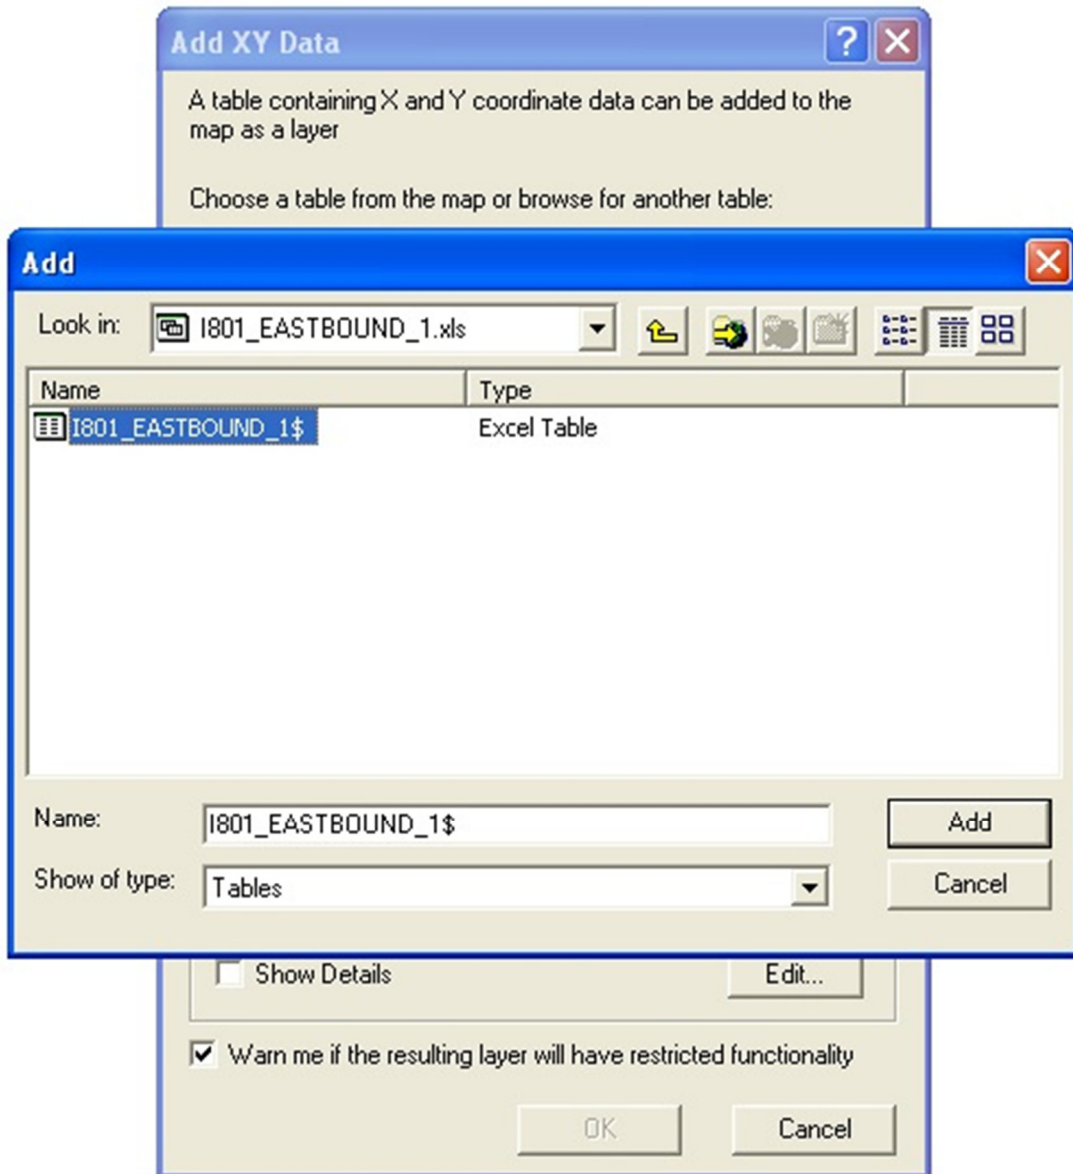 Add XY Data
A table containing X and Y coordinate data can be added to the
map as a layer
Choose a table from the map or browse for another table:
Add
Look in: I801_EASTBOUND_1.xls
Name Type
I801_EASTBOUND_1$ Excel Table
Name: I801_EASTBOUND_1$ Add
Show of type: Tables Cancel
Show Details Edit...
Warn me if the resulting layer will have restricted functionality
OK Cancel